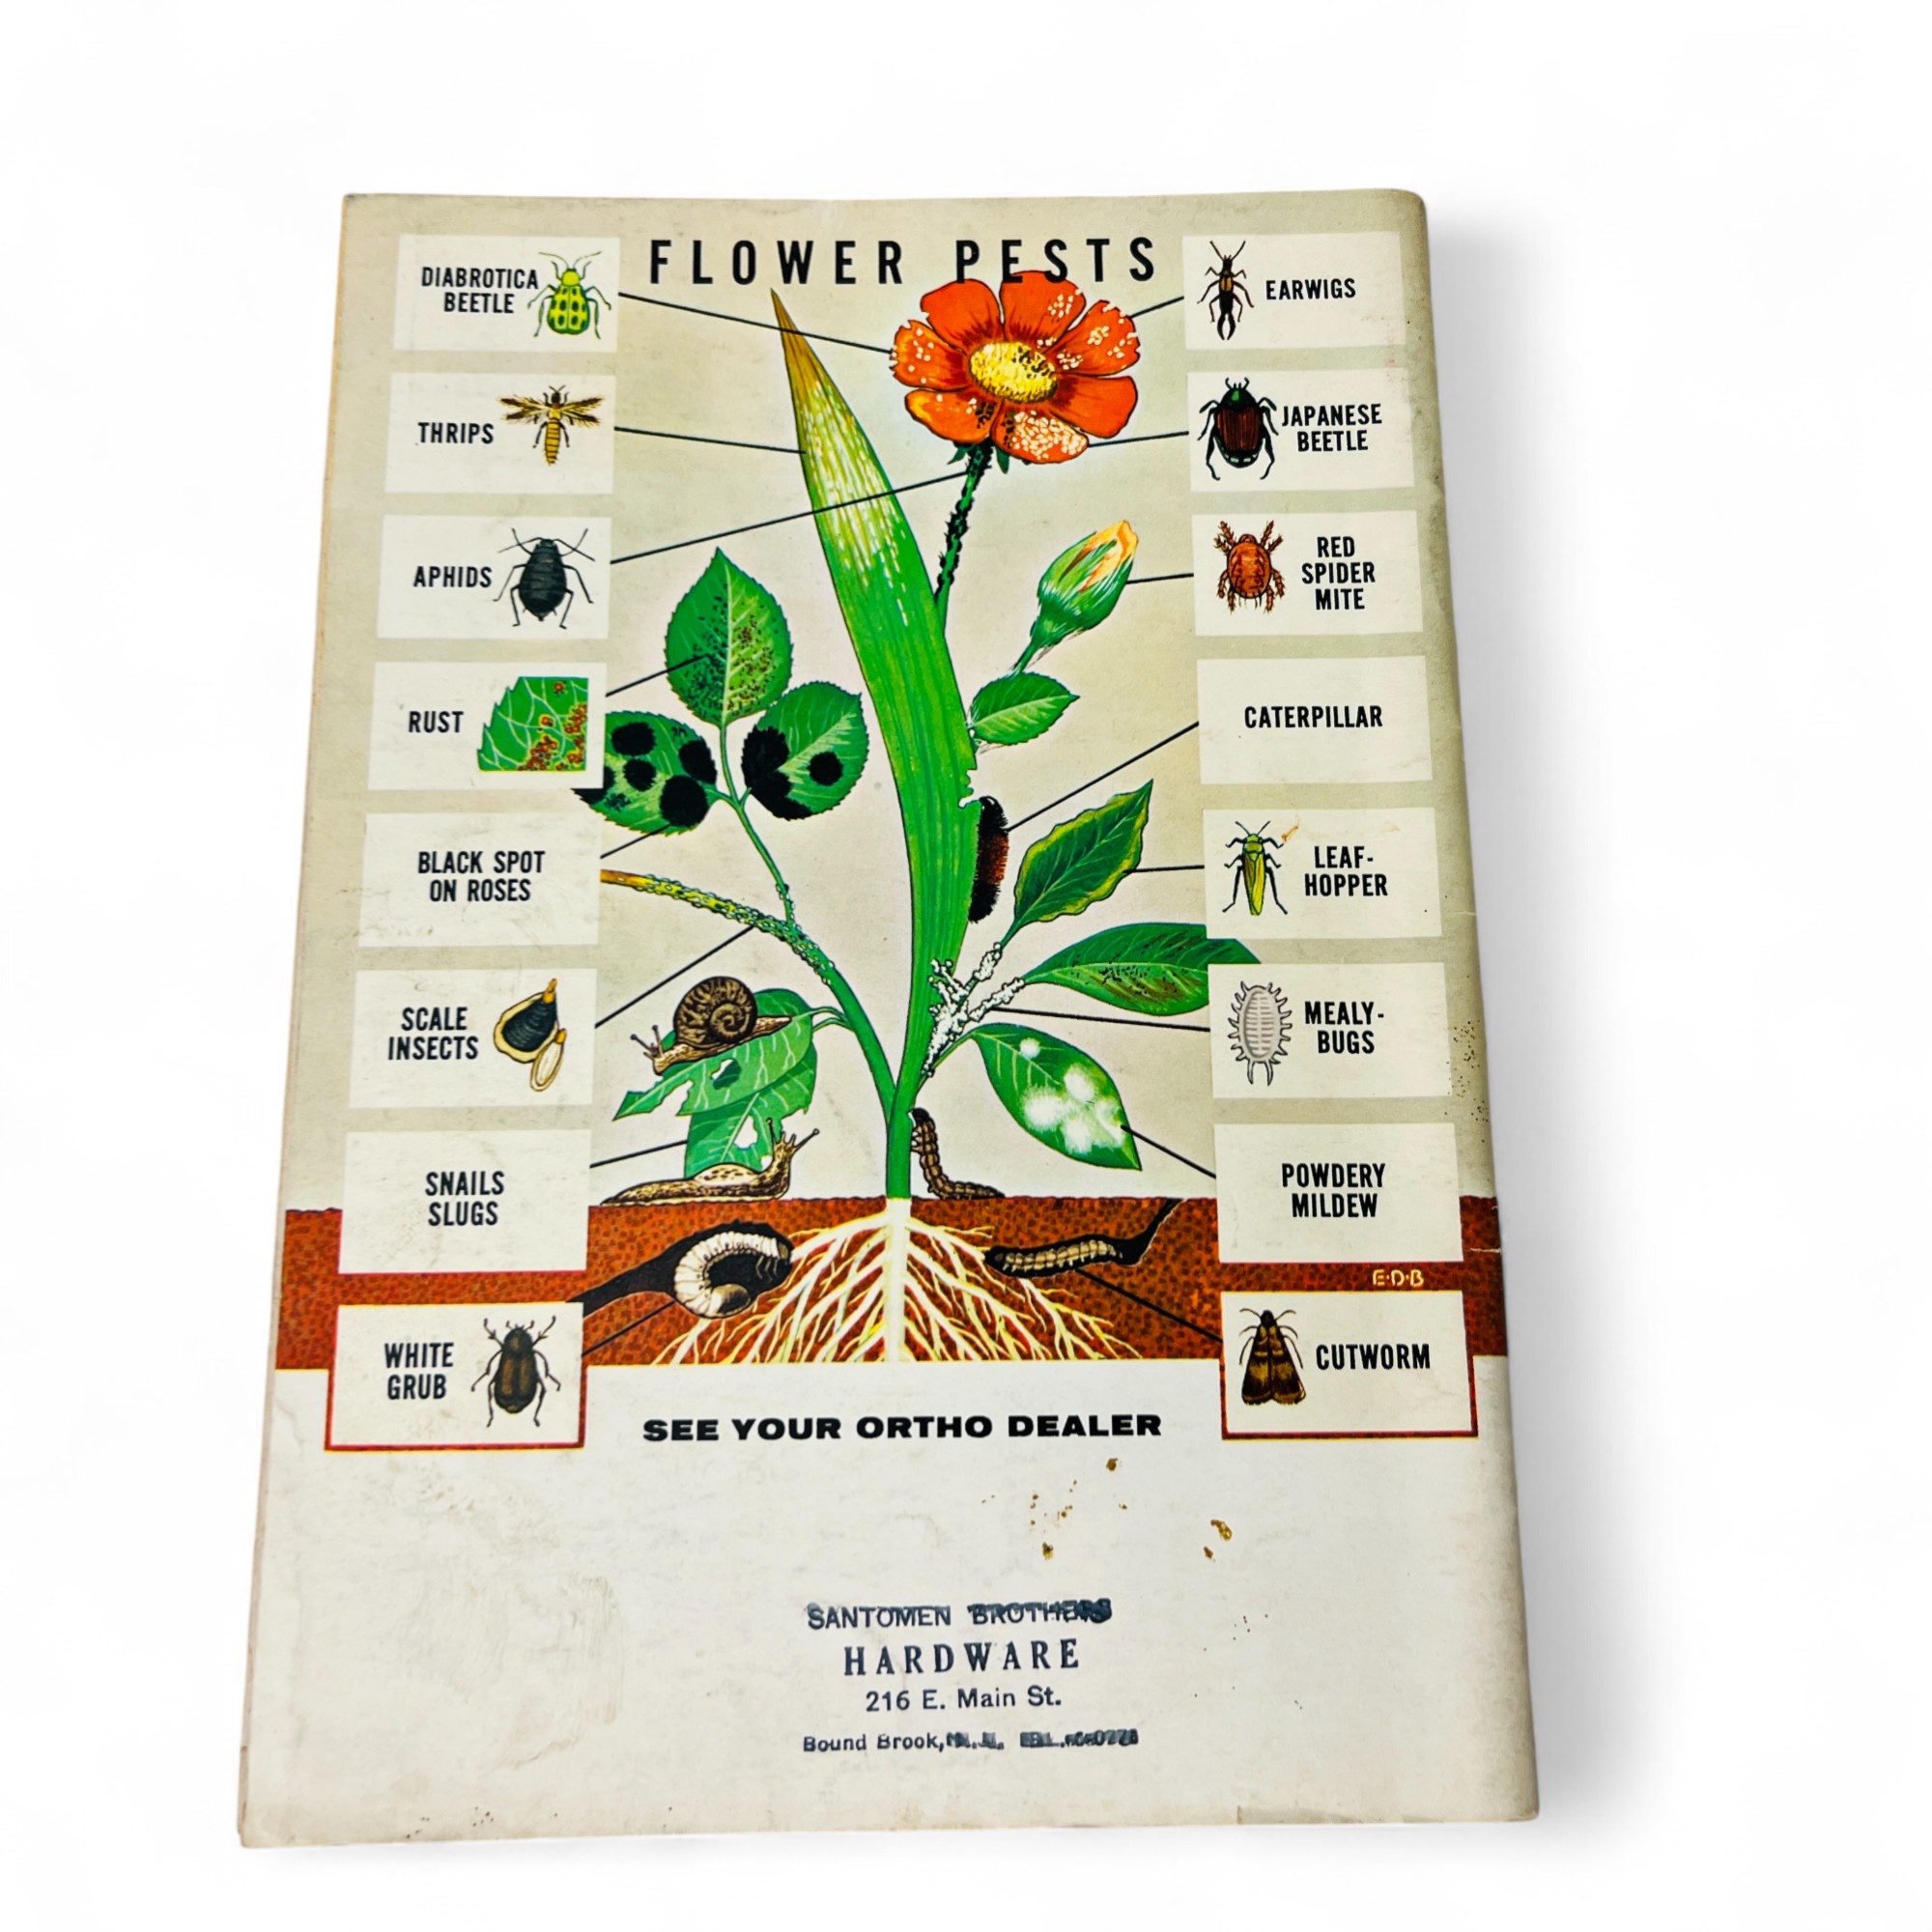 FLOWER PESTS
DIABROTICA
BEETLE
THRIPS
APHIDS
RUST
BLACK SPOT
ON ROSES
SCALE
INSECTS
SNAILS
SLUGS
WHITE
GRUB
EARWIGS
JAPANESE
BEETLE
RED
SPIDER
MITE
CATERPILLAR
LEAF-
HOPPER
MEALY-
BUGS
POWDERY
MILDEW
E·D·B
CUTWORM
SEE YOUR ORTHO DEALER
SANTOMEN BROTHERS
HARDWARE
216 E. Main St.
Bound Brook, N. J.